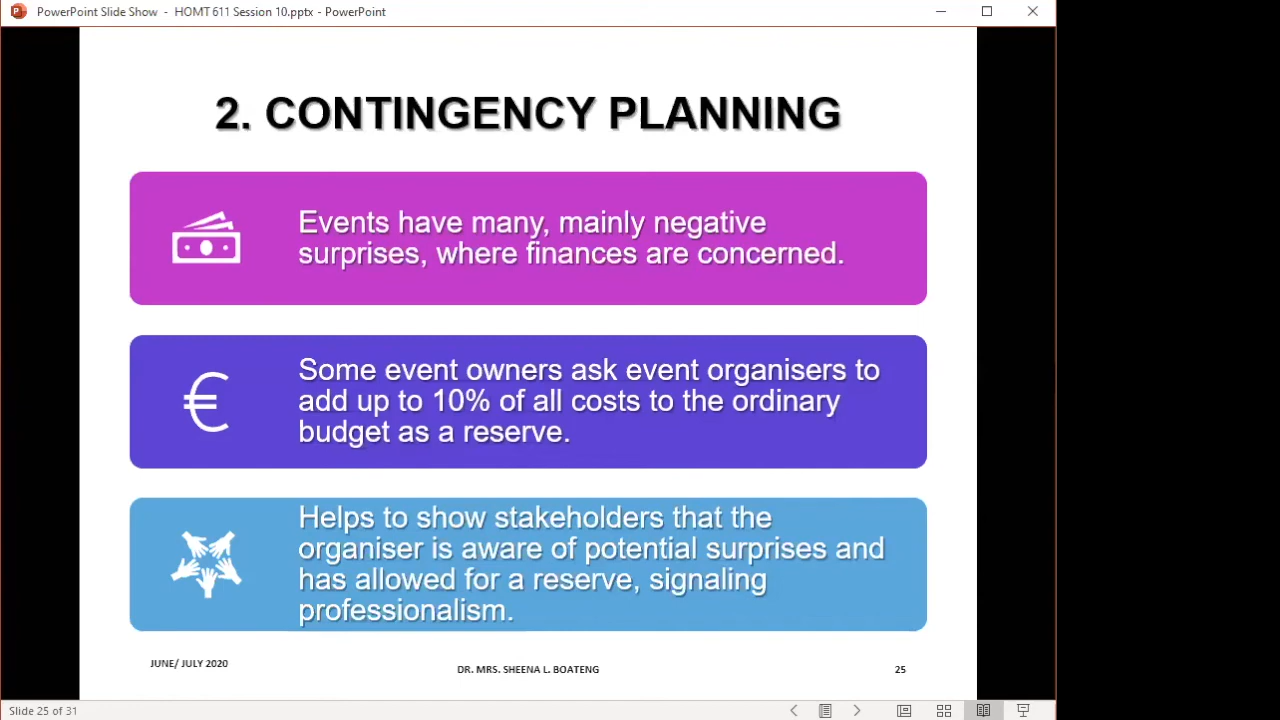 PowerPoint Slide Show - HOMT 611 Session 10.pptx - PowerPoint
2. CONTINGENCY PLANNING
Events have many, mainly negative
surprises, where finances are concerned.
€
Some event owners ask event organisers to
add up to 10% of all costs to the ordinary
budget as a reserve.
Helps to show stakeholders that the
organiser is aware of potential surprises and
has allowed for a reserve, signaling
professionalism.
JUNE/ JULY 2020
DR. MRS. SHEENA L. BOATENG
25
Slide 25 of 31